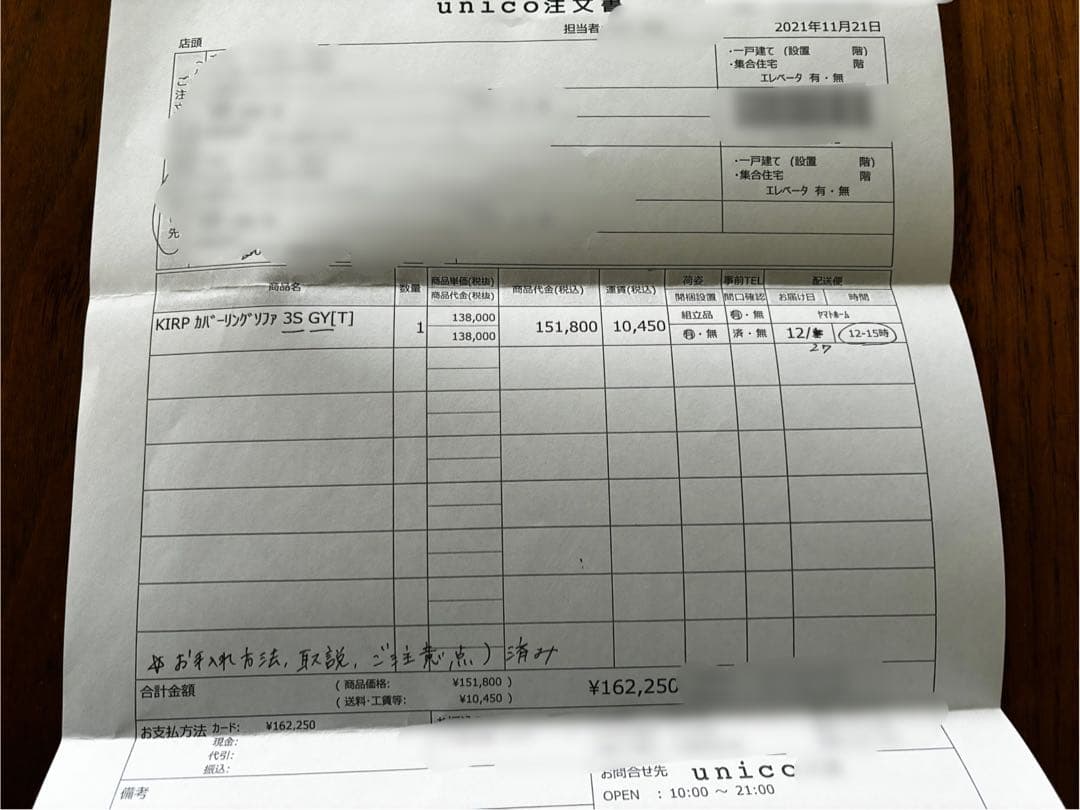 unico注文書
担当者
2021年11月21日
店頭
・一戸建て (設置 階)
・集合住宅 階
エレベータ 有・無
ご注
・一戸建て (設置 階)
・集合住宅 階
エレベータ 有・無
先
商品名 数量 商品単価(税抜) 商品代金(税抜) 商品代金(税込) 運賃(税込) 荷姿 開梱設置 事前TEL 間口確認 配送便 お届け日 時間
KIRP ｶﾊﾞｰﾘﾝｸﾞｿﾌｧ 3S GY[T] 1 138,000 138,000 151,800 10,450 組立品 有・無 有・無 済・無 ﾔﾏﾄﾎｰﾑ 12/ 27 12-15時
☆お手入れ方法,取説,ご注意点)済み
合計金額 (商品価格: ¥151,800 ) ¥162,250
(送料・工賃等: ¥10,450 )
お支払方法 カード: ¥162,250
現金:
代引:
振込:
備考
お問合せ先 unico
OPEN : 10:00 ～ 21:00